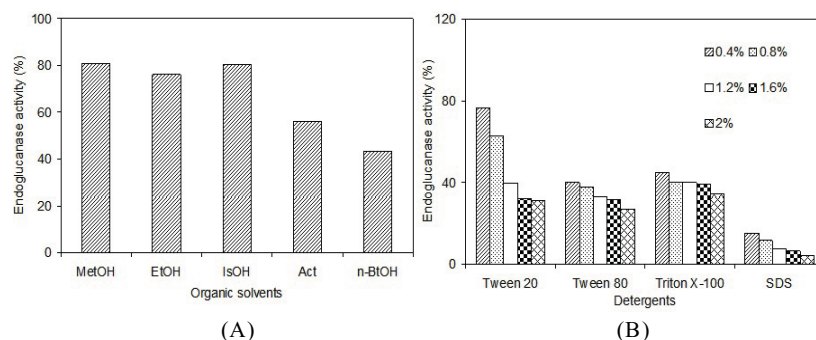 Endoglucanase activity (%)
100
80
60
40
20
0
MetOH EtOH IsOH Act n-BtOH
Organic solvents
(A)
Endoglucanase activity (%)
120
80
40
0
0.4% 0.8%
1.2% 1.6%
2%
Tween 20 Tween 80 Triton X-100 SDS
Detergents
(B)